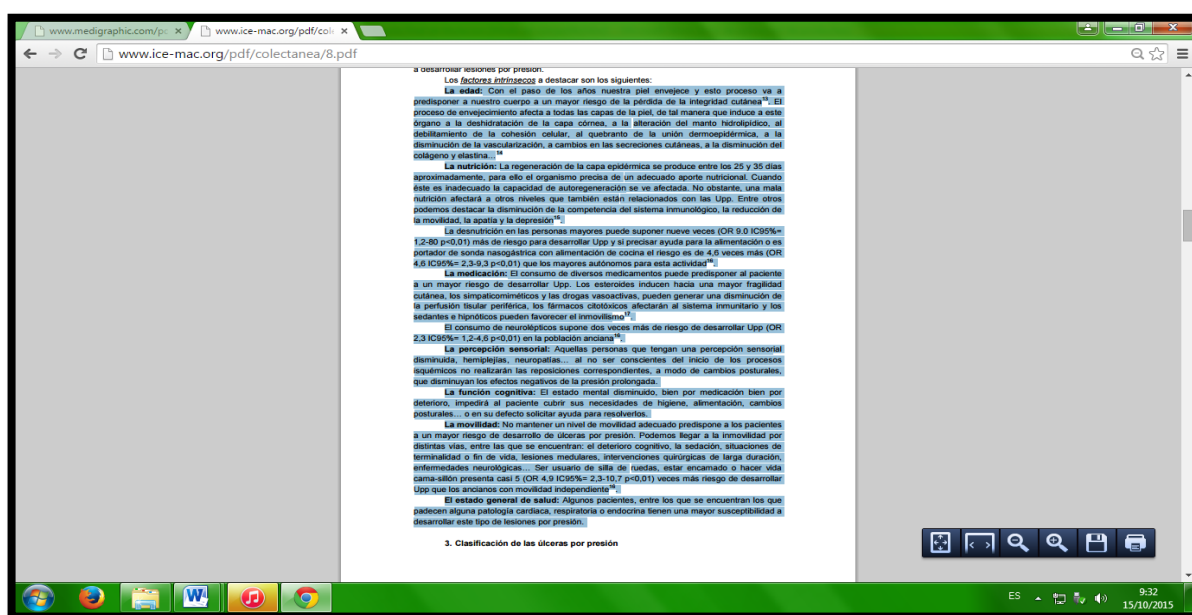 www.medigraphic.com/pc
www.ice-mac.org/pdf/cole
www.ice-mac.org/pdf/colectanea/8.pdf
a desarrollar lesiones por presión.
Los factores intrínsecos a destacar son los siguientes:
La edad: Con el paso de los años nuestra piel envejece y esto proceso va a
predisponer a nuestro cuerpo a un mayor riesgo de la pérdida de la integridad cutánea13. El
proceso de envejecimiento afecta a todas las capas de la piel, de tal manera que induce a este
órgano a la deshidratación de la capa córnea, a la alteración del manto hidrolipídico, al
debilitamiento de la cohesión celular, al quebranto de la unión dermoepidérmica, a la
disminución de la vascularización, a cambios en las secreciones cutáneas, a la disminución del
colágeno y elastina...14
La nutrición: La regeneración de la capa epidérmica se produce entre los 25 y 35 días
aproximadamente, para ello el organismo precisa de un adecuado aporte nutricional. Cuando
éste es inadecuado la capacidad de autoregeneración se ve afectada. No obstante, una mala
nutrición afectará a otros niveles que también están relacionados con las Upp. Entre otros
podemos destacar la disminución de la competencia del sistema inmunológico, la reducción de
la movilidad, la apatía y la depresión15.
La desnutrición en las personas mayores puede suponer nueve veces (OR 9.0 IC95%=
1,2-80 p<0,01) más de riesgo para desarrollar Upp y si precisar ayuda para la alimentación o es
portador de sonda nasogástrica con alimentación de cocina el riesgo es de 4,6 veces más (OR
4,6 IC95%= 2,3-9,3 p<0,01) que los mayores autónomos para esta actividad16.
La medicación: El consumo de diversos medicamentos puede predisponer al paciente
a un mayor riesgo de desarrollar Upp. Los esteroides inducen hacia una mayor fragilidad
cutánea, los simpaticomiméticos y las drogas vasoactivas, pueden generar una disminución de
la perfusión tisular periférica, los fármacos citotóxicos afectarán al sistema inmunitario y los
sedantes e hipnóticos pueden favorecer el inmovilismo17.
El consumo de neurolépticos supone dos veces más de riesgo de desarrollar Upp (OR
2,3 IC95%= 1,2-4,6 p<0,01) en la población anciana16.
La percepción sensorial: Aquellas personas que tengan una percepción sensorial
disminuida, hemiplejías, neuropatías... al no ser conscientes del inicio de los procesos
isquémicos no realizarán las reposiciones correspondientes, a modo de cambios posturales,
que disminuyan los efectos negativos de la presión prolongada.
La función cognitiva: El estado mental disminuido, bien por medicación bien por
deterioro, impedirá al paciente cubrir sus necesidades de higiene, alimentación, cambios
posturales... o en su defecto solicitar ayuda para resolverlos.
La movilidad: No mantener un nivel de movilidad adecuado predispone a los pacientes
a un mayor riesgo de desarrollo de úlceras por presión. Podemos llegar a la inmovilidad por
distintas vías, entre las que se encuentran: el deterioro cognitivo, la sedación, situaciones de
terminalidad o fin de vida, lesiones medulares, intervenciones quirúrgicas de larga duración,
enfermedades neurológicas... Ser usuario de silla de ruedas, estar encamado o hacer vida
cama-sillón presenta casi 5 (OR 4,9 IC95%= 2,3-10,7 p<0,01) veces más riesgo de desarrollar
Upp que los ancianos con movilidad independiente16.
El estado general de salud: Algunos pacientes, entre los que se encuentran los que
padecen alguna patología cardiaca, respiratoria o endocrina tienen una mayor susceptibilidad a
desarrollar este tipo de lesiones por presión.
3. Clasificación de las úlceras por presión
ES
9:32
15/10/2015